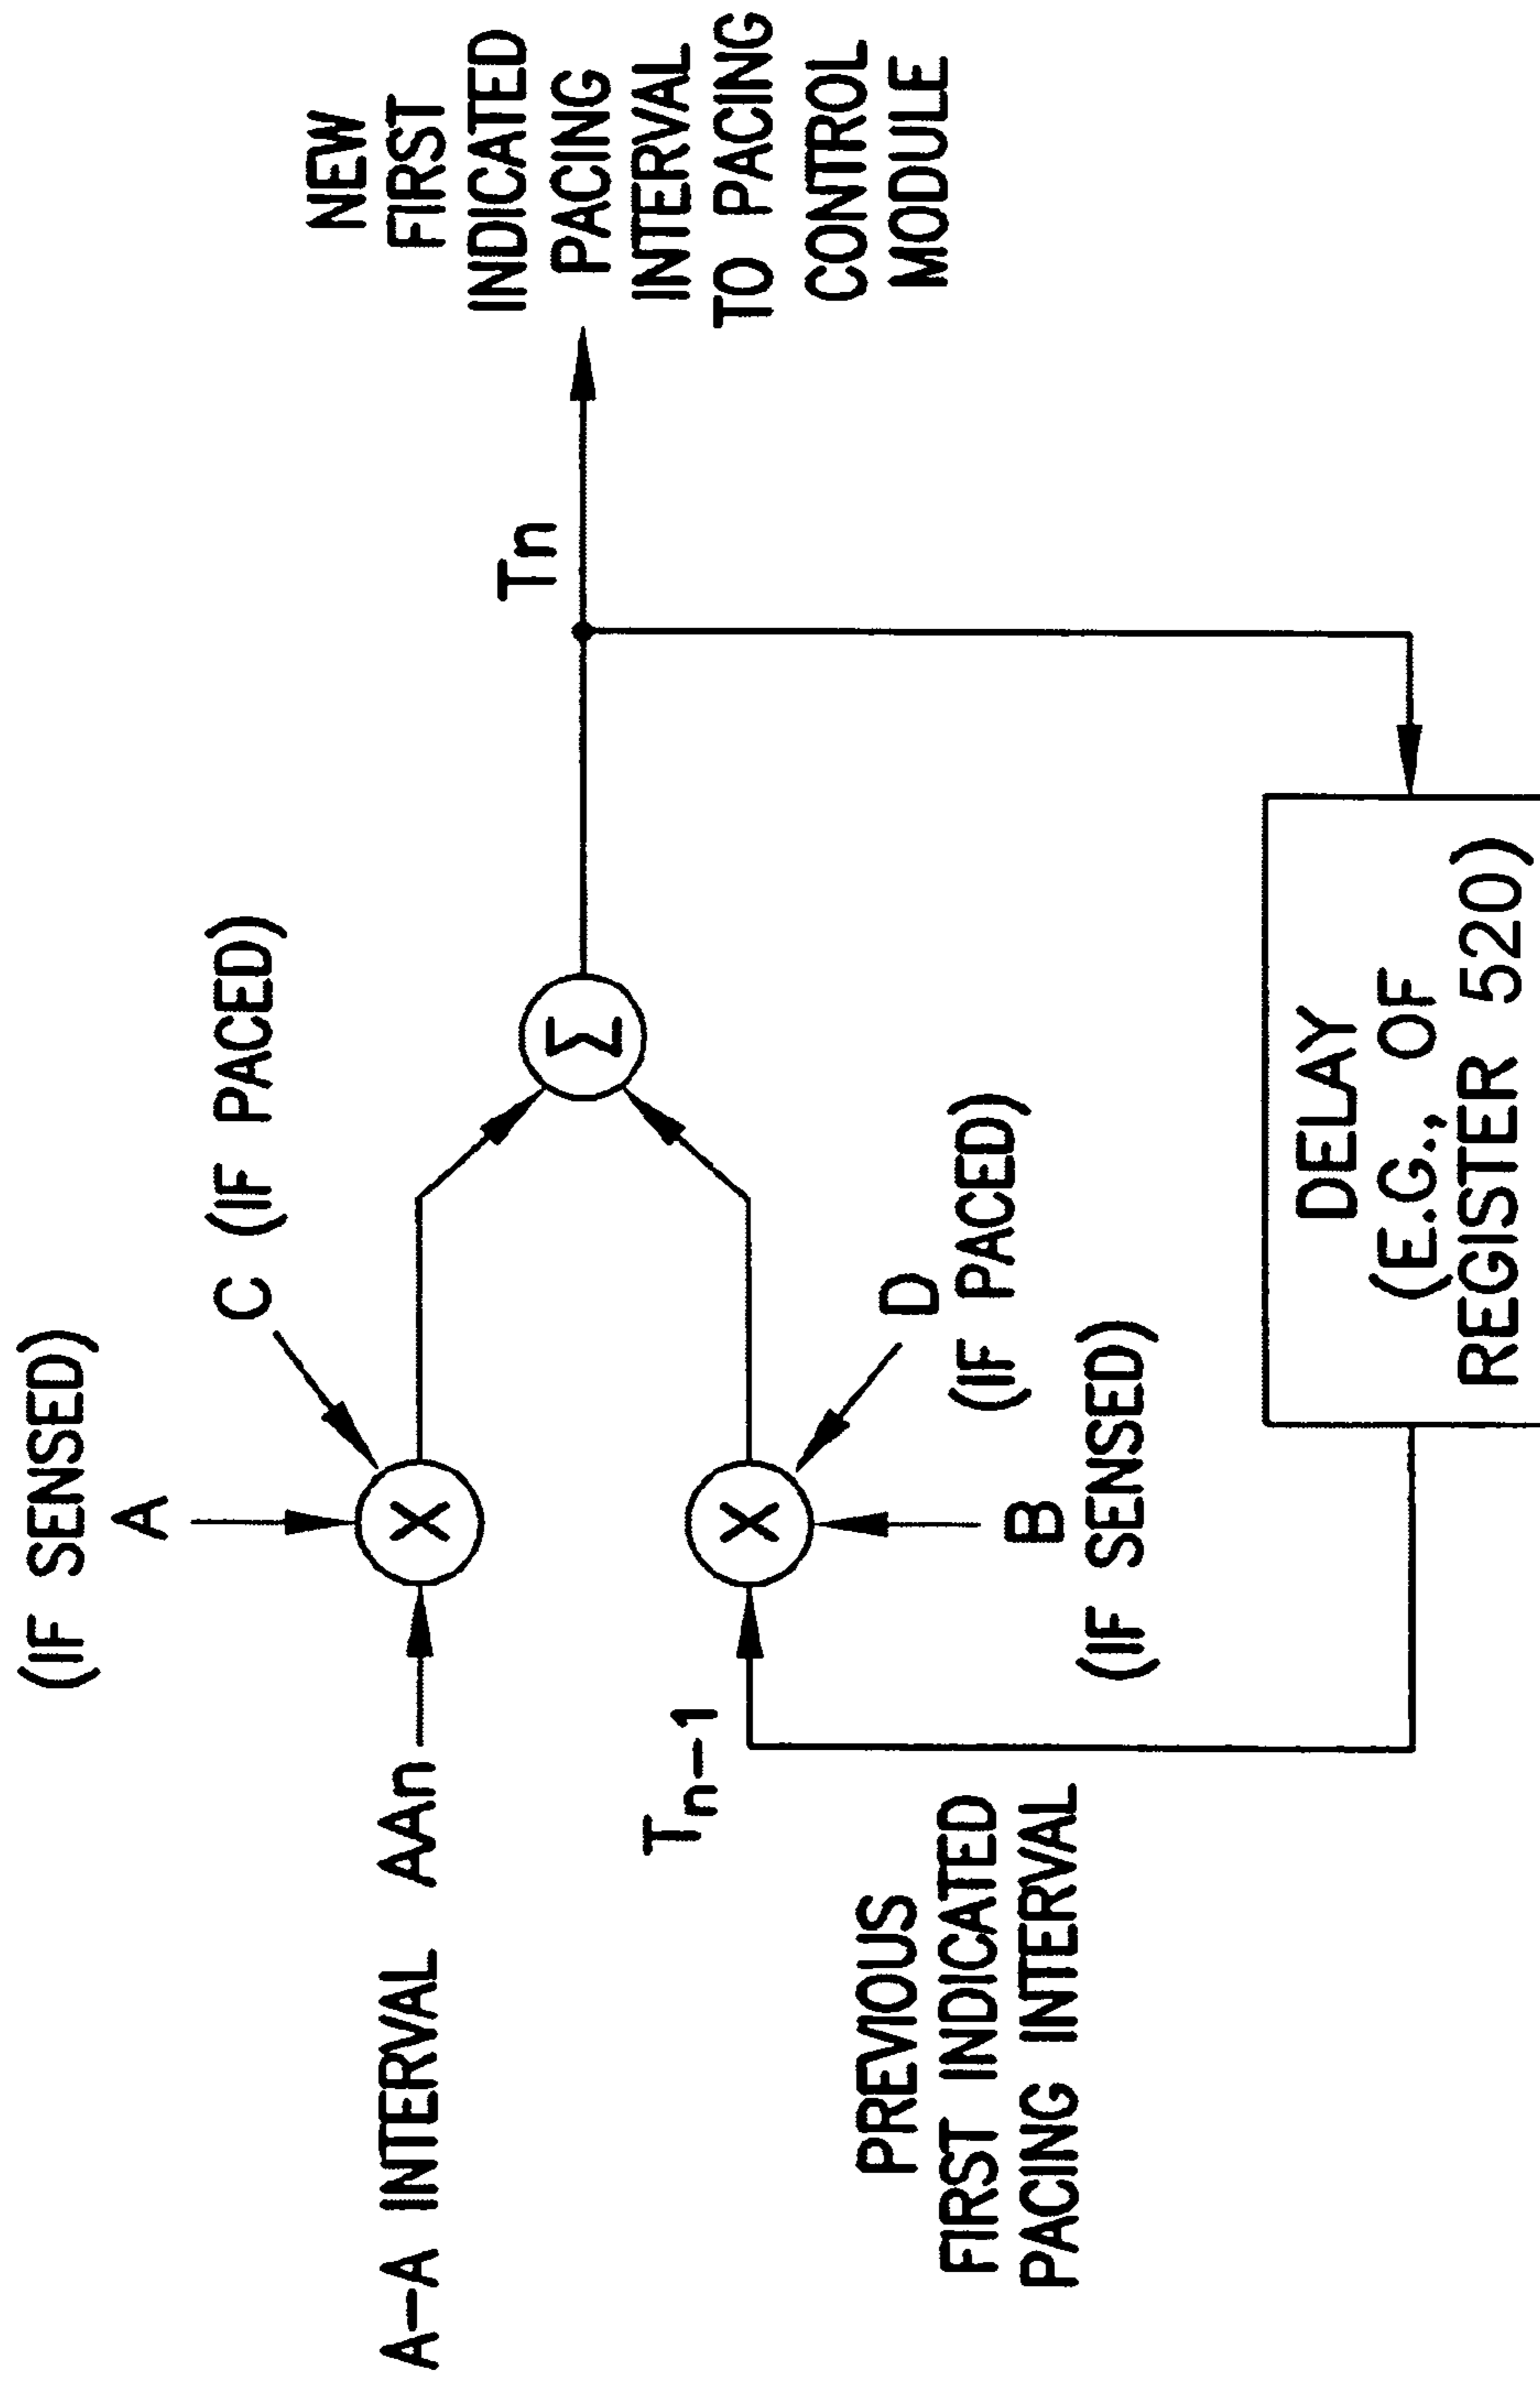 (IF SENSED)
A
C (IF PACED)
A-A INTERVAL AAn
X
Σ
Tn
NEW
FIRST
INDICATED
PACING
INTERVAL
TO PACING
CONTROL
MODULE
Tn-1
X
PREVIOUS
FIRST INDICATED
PACING INTERVAL
D
(IF PACED)
B
(IF SENSED)
DELAY
(E.G., OF
REGISTER 520)